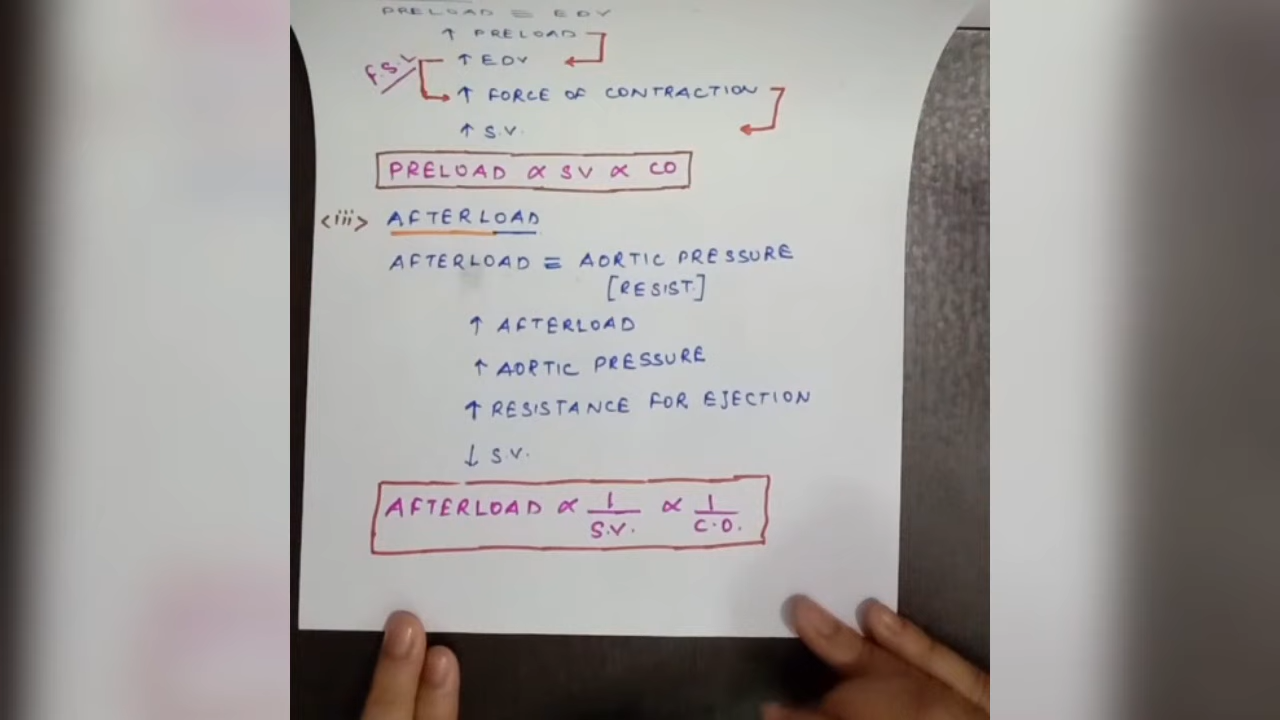 PRELOAD ≡ EDV
↑ PRELOAD
↑ EDV
F.S.L
↑ FORCE OF CONTRACTION
↑ S.V.
PRELOAD ∝ SV ∝ CO
<iii> AFTERLOAD
AFTERLOAD ≡ AORTIC PRESSURE
[RESIST.]
↑ AFTERLOAD
↑ AORTIC PRESSURE
↑ RESISTANCE FOR EJECTION
↓ S.V.
AFTERLOAD ∝ 1/S.V. ∝ 1/C.O.